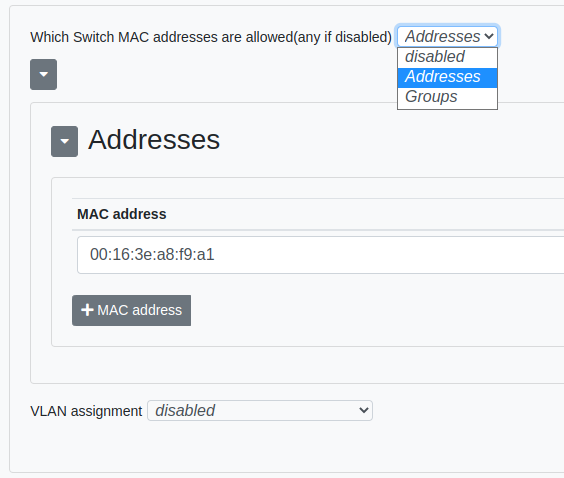 Which Switch MAC addresses are allowed(any if disabled) Addresses
disabled
Addresses
Groups
Addresses
MAC address
00:16:3e:a8:f9:a1
MAC address
VLAN assignment disabled